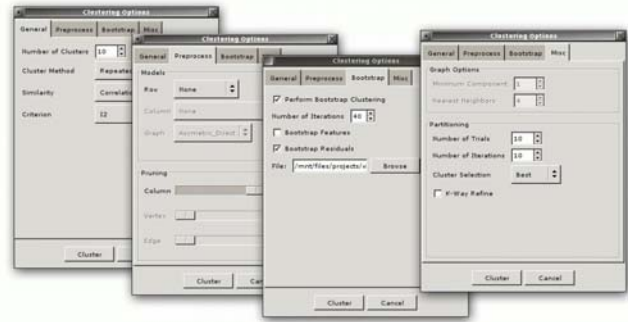 Clustering Options
General Preprocess Bootstrap Misc
Number of Clusters 10
Cluster Method Repeate
Similarity Correlatio
Criterion I2
Cluster
Clustering Options
General Preprocess Bootstrap
Models
Row None
Column None
Graph
Pruning
Column
Vertex
Edge
Cluster Can
Clustering Options
General Preprocess Bootstrap Misc
Perform Bootstrap Clustering
Number of Iterations 40
Bootstrap Features
Bootstrap Residuals
File: /mnt/files/projects/ Browse
Cluster Cancel
Clustering Options
General Preprocess Bootstrap Misc
Graph Options
Minimum Component
Nearest Neighbors
Partitioning
Number of Trials 10
Number of Iterations 10
Cluster Selection Best
K-Way Refine
Cluster Cancel